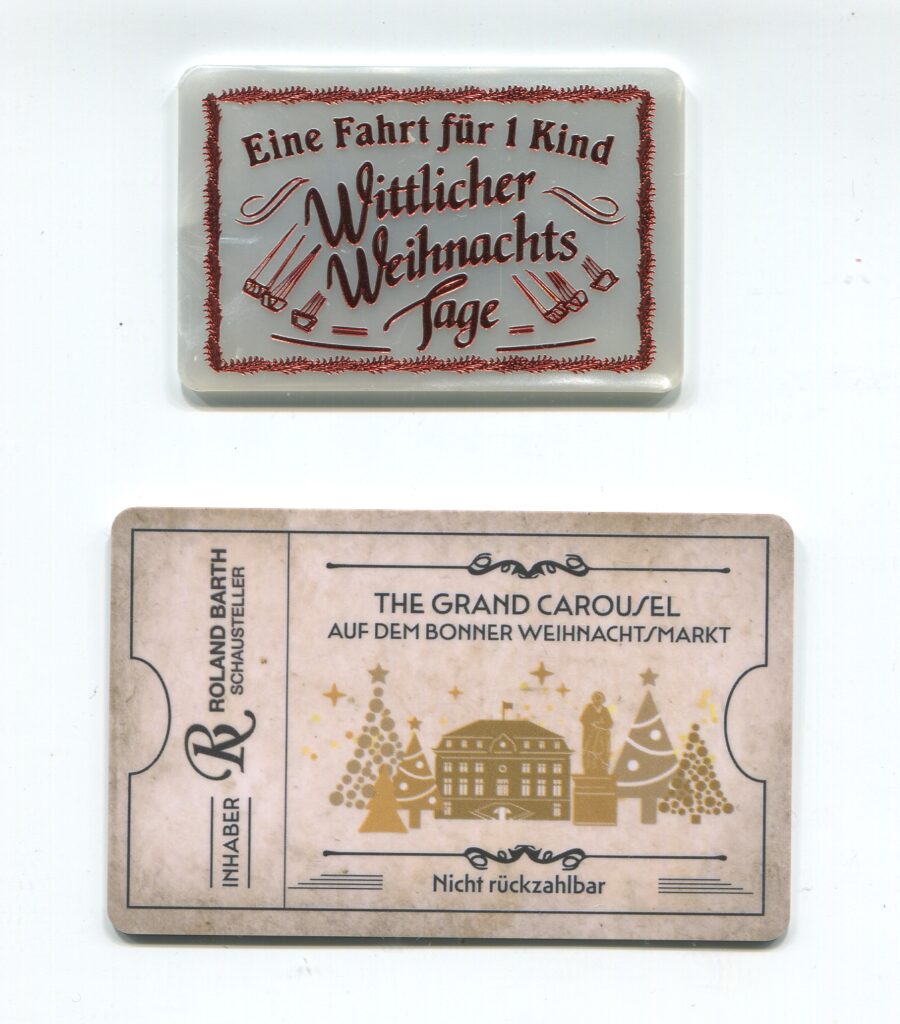 Eine Fahrt für 1 Kind
Wittlicher
Weihnachts
Tage
INHABER
R
ROLAND BARTH
SCHAUSTELLER
THE GRAND CAROUSEL
AUF DEM BONNER WEIHNACHTSMARKT
Nicht rückzahlbar